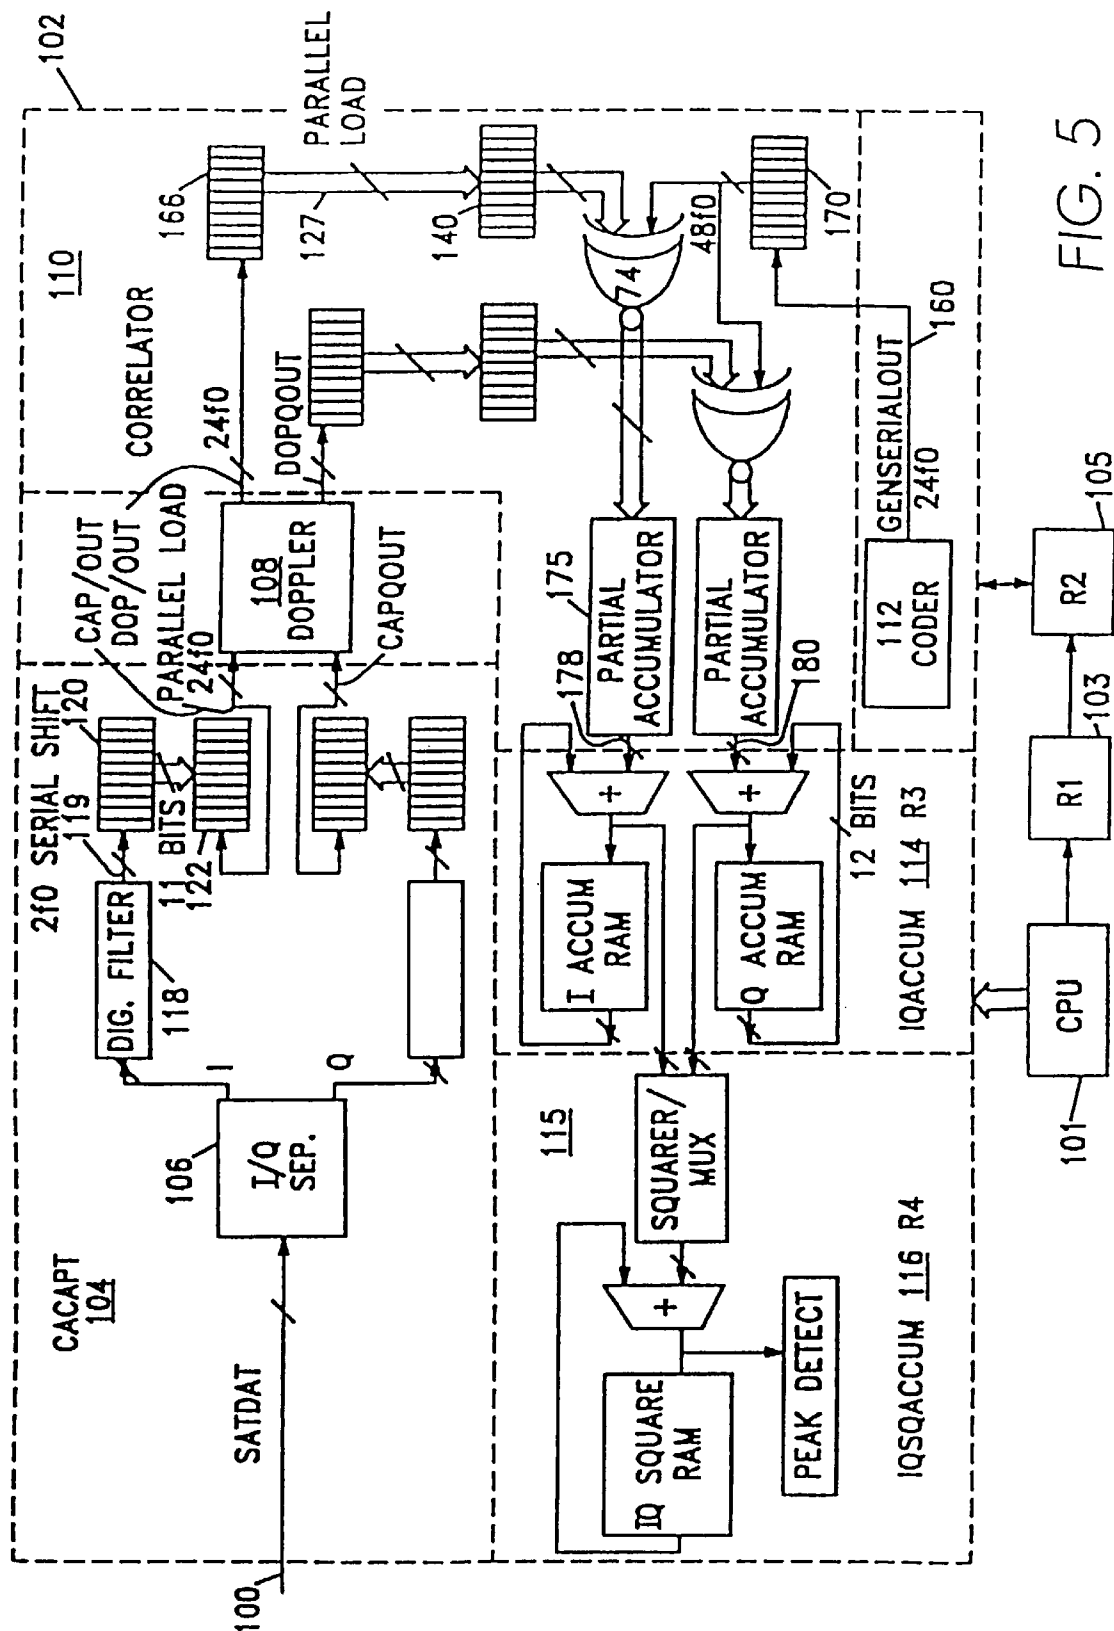 102
CACAPT
104
SATDAT
100
106
I/Q
SEP.
I
Q
DIG. FILTER
118
2f0 SERIAL SHIFT
119
120
11
BITS
122
CAP/OUT
DOP/OUT
PARALLEL LOAD
24f0
108
DOPPLER
CAPQOUT
CORRELATOR
110
24f0
DOPQOUT
166
127
PARALLEL
LOAD
140
74
48f0
170
160
GENSERIALOUT
24f0
112
CODER
175
PARTIAL
ACCUMULATOR
178
PARTIAL
ACCUMULATOR
180
+
+
I ACCUM
RAM
Q ACCUM
RAM
12 BITS
IQACCUM 114 R3
115
SQUARER/
MUX
+
IQ SQUARE
RAM
PEAK DETECT
IQSQACCUM 116 R4
CPU
101
R1
103
R2
105
FIG. 5